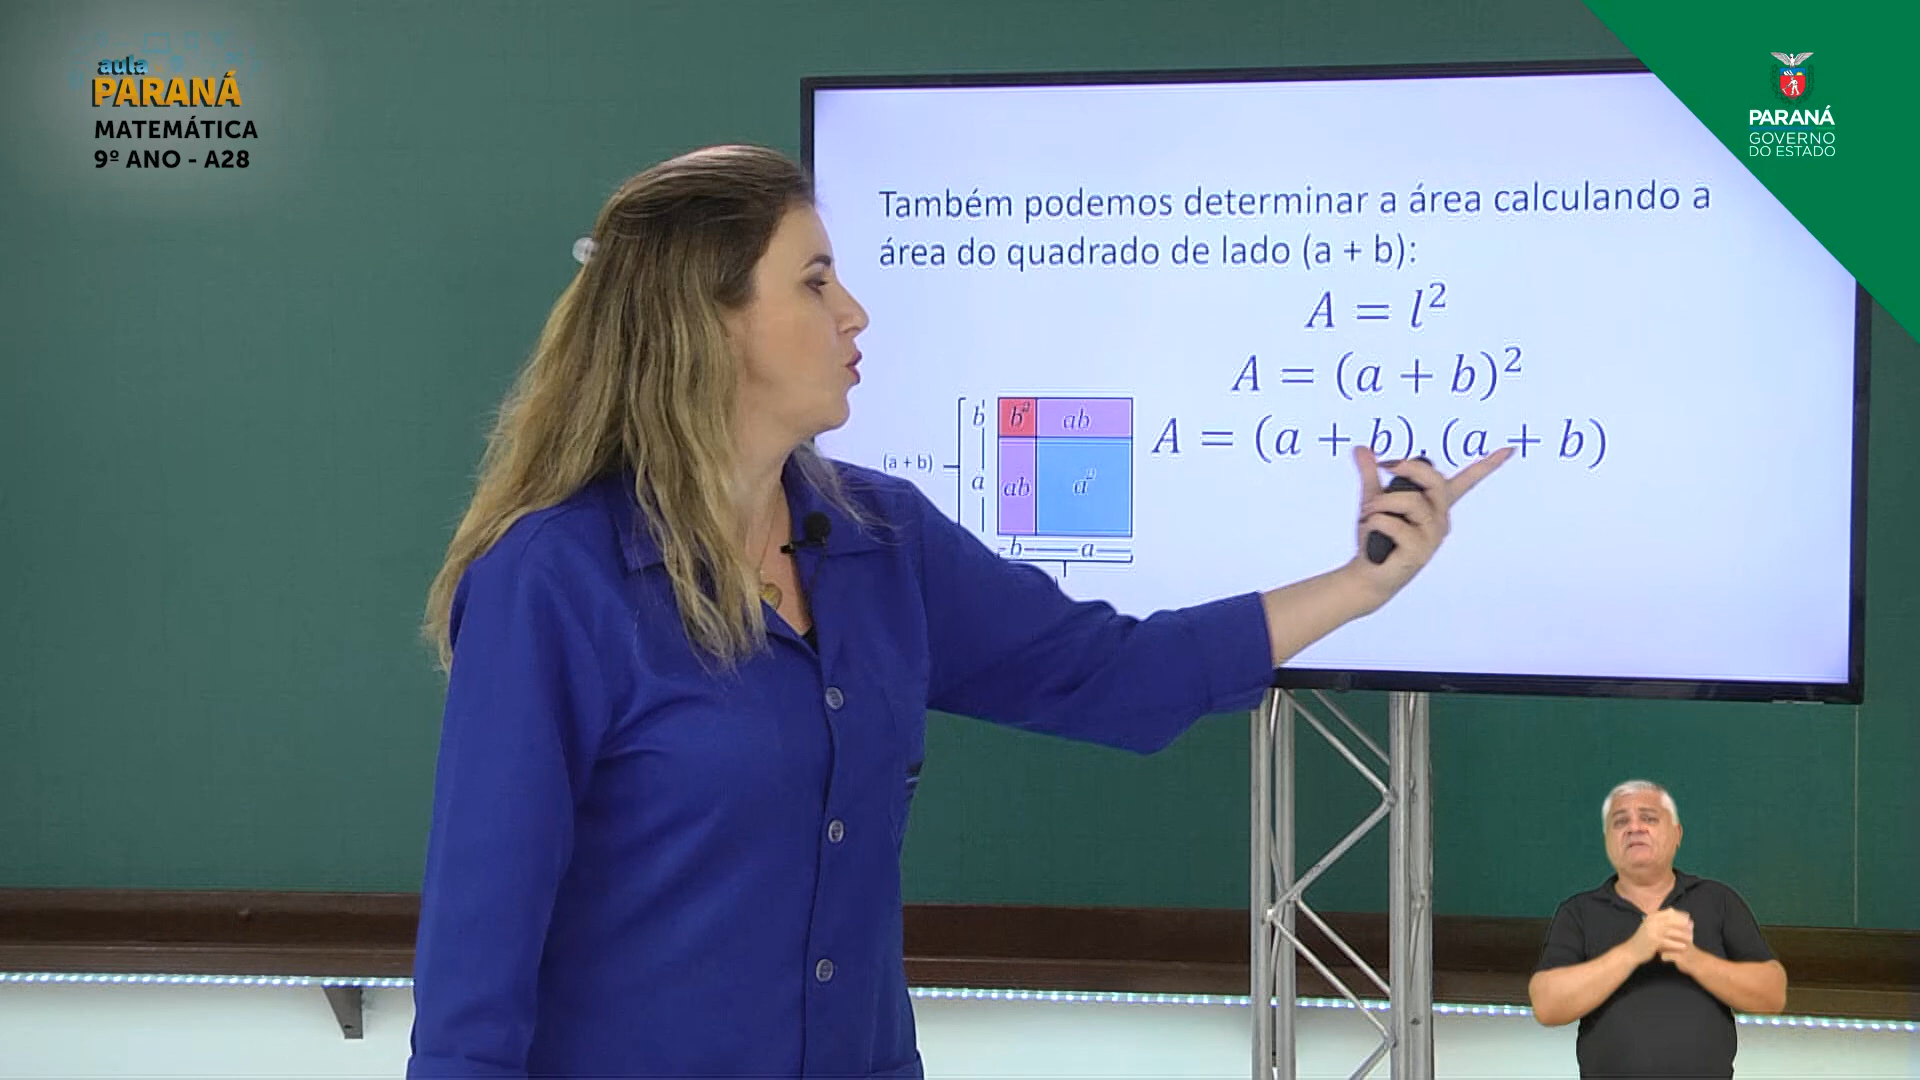 aula
PARANÁ
MATEMÁTICA
9º ANO - A28
PARANÁ
GOVERNO
DO ESTADO
Também podemos determinar a área calculando a
área do quadrado de lado (a + b):
A = l²
A = (a + b)²
A = (a + b).(a + b)
b b² ab
(a + b)
a ab a²
b a